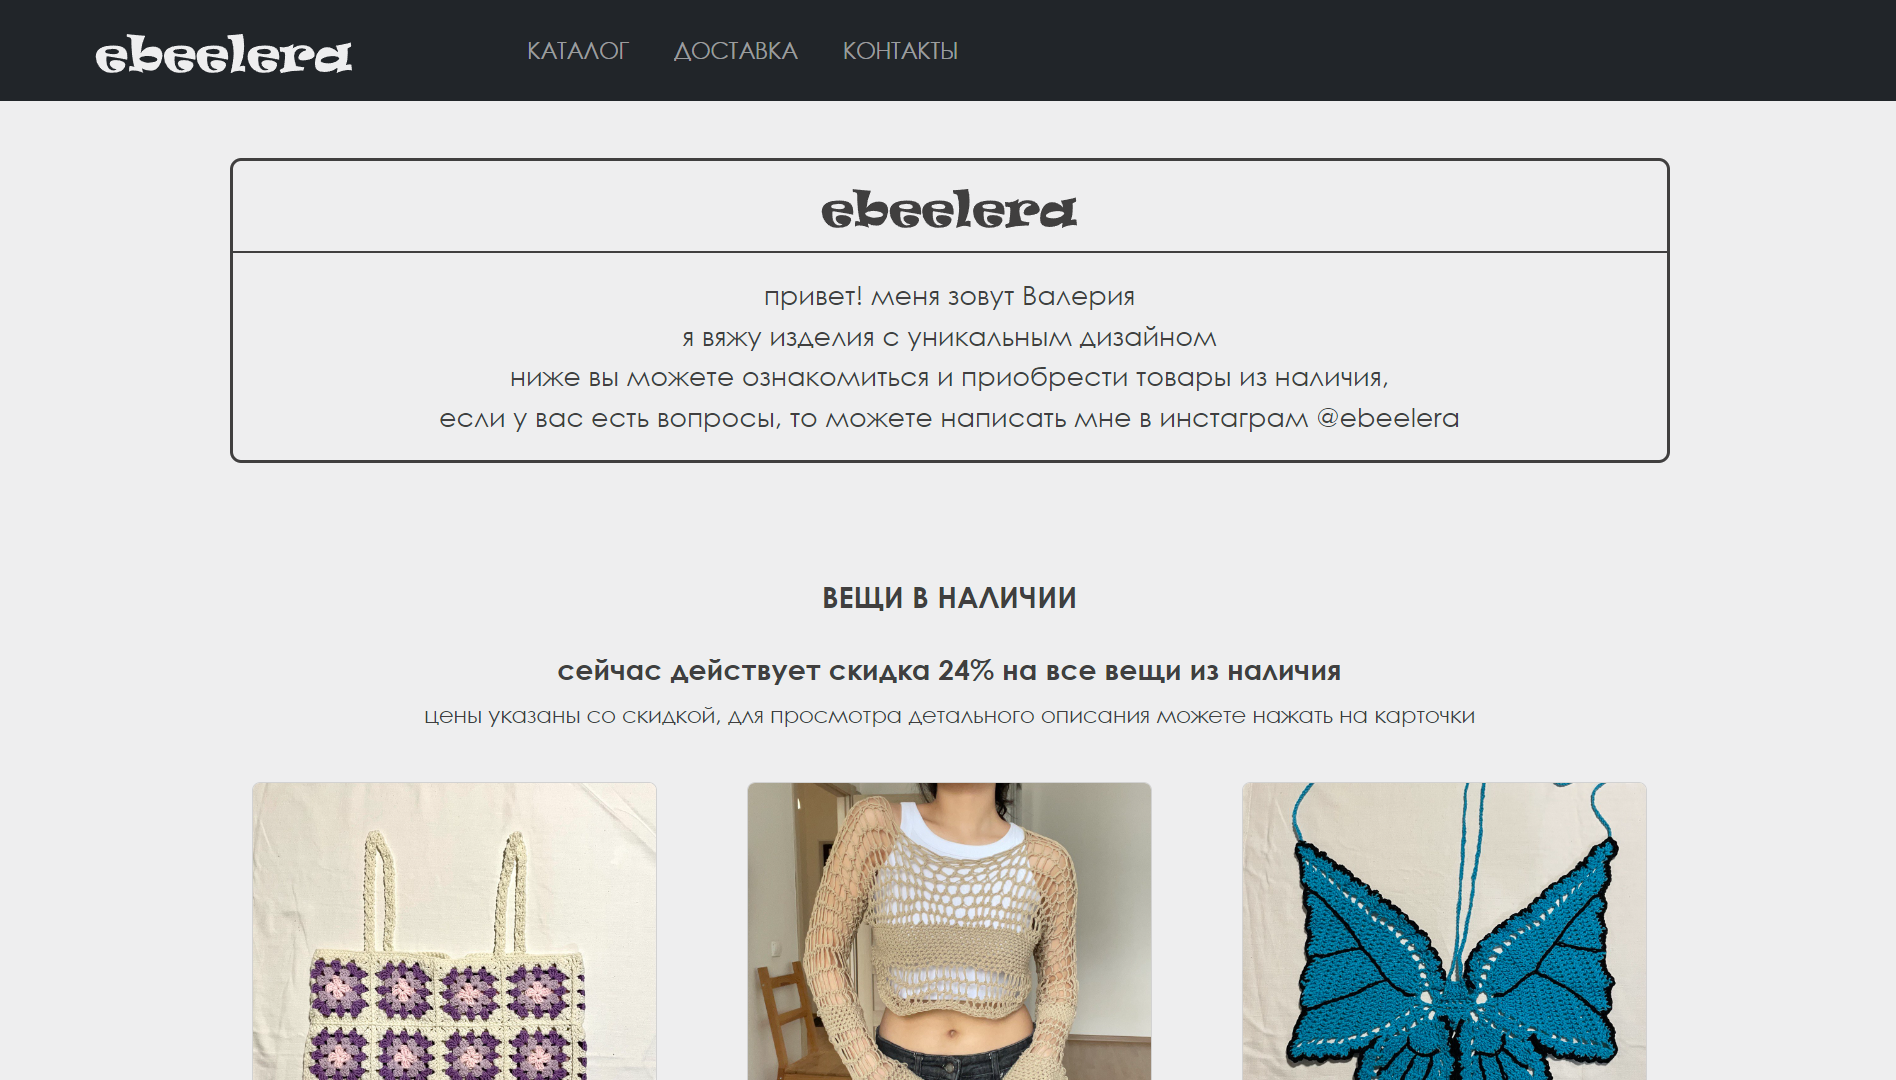 ebeelera
КАТАЛОГ ДОСТАВКА КОНТАКТЫ
ebeelera
привет! меня зовут Валерия
я вяжу изделия с уникальным дизайном
ниже вы можете ознакомиться и приобрести товары из наличия,
если у вас есть вопросы, то можете написать мне в инстаграм @ebeelera
ВЕЩИ В НАЛИЧИИ
сейчас действует скидка 24% на все вещи из наличия
цены указаны со скидкой, для просмотра детального описания можете нажать на карточки